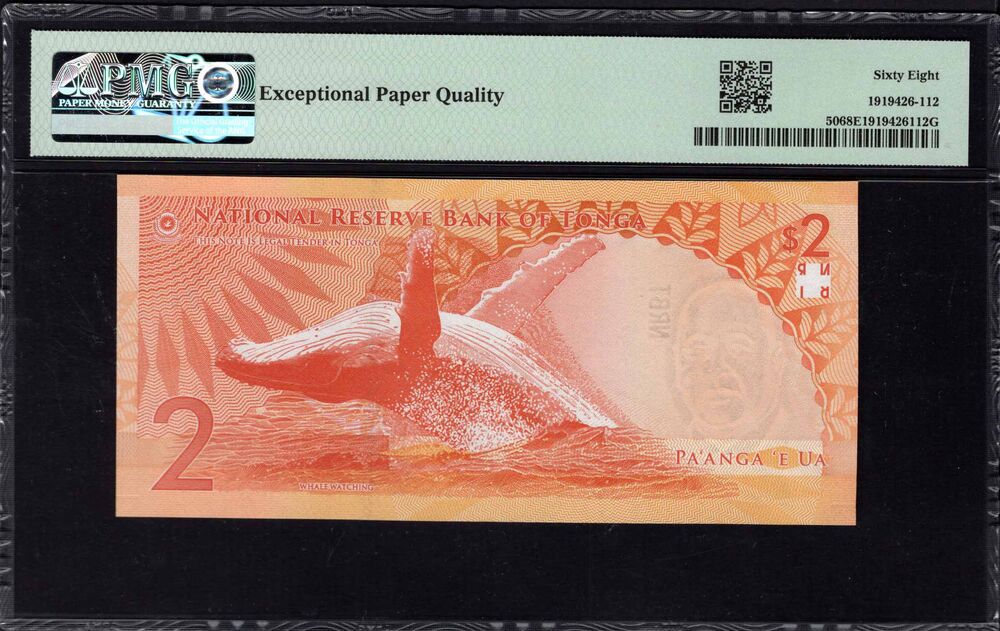 PMG
PAPER MONEY GUARANTY
Exceptional Paper Quality
Sixty Eight
1919426-112
5068E1919426112G
NATIONAL RESERVE BANK OF TONGA
THIS NOTE IS LEGAL TENDER IN TONGA
$2
NRBT
2
PA'ANGA 'E UA
WHALE WATCHING